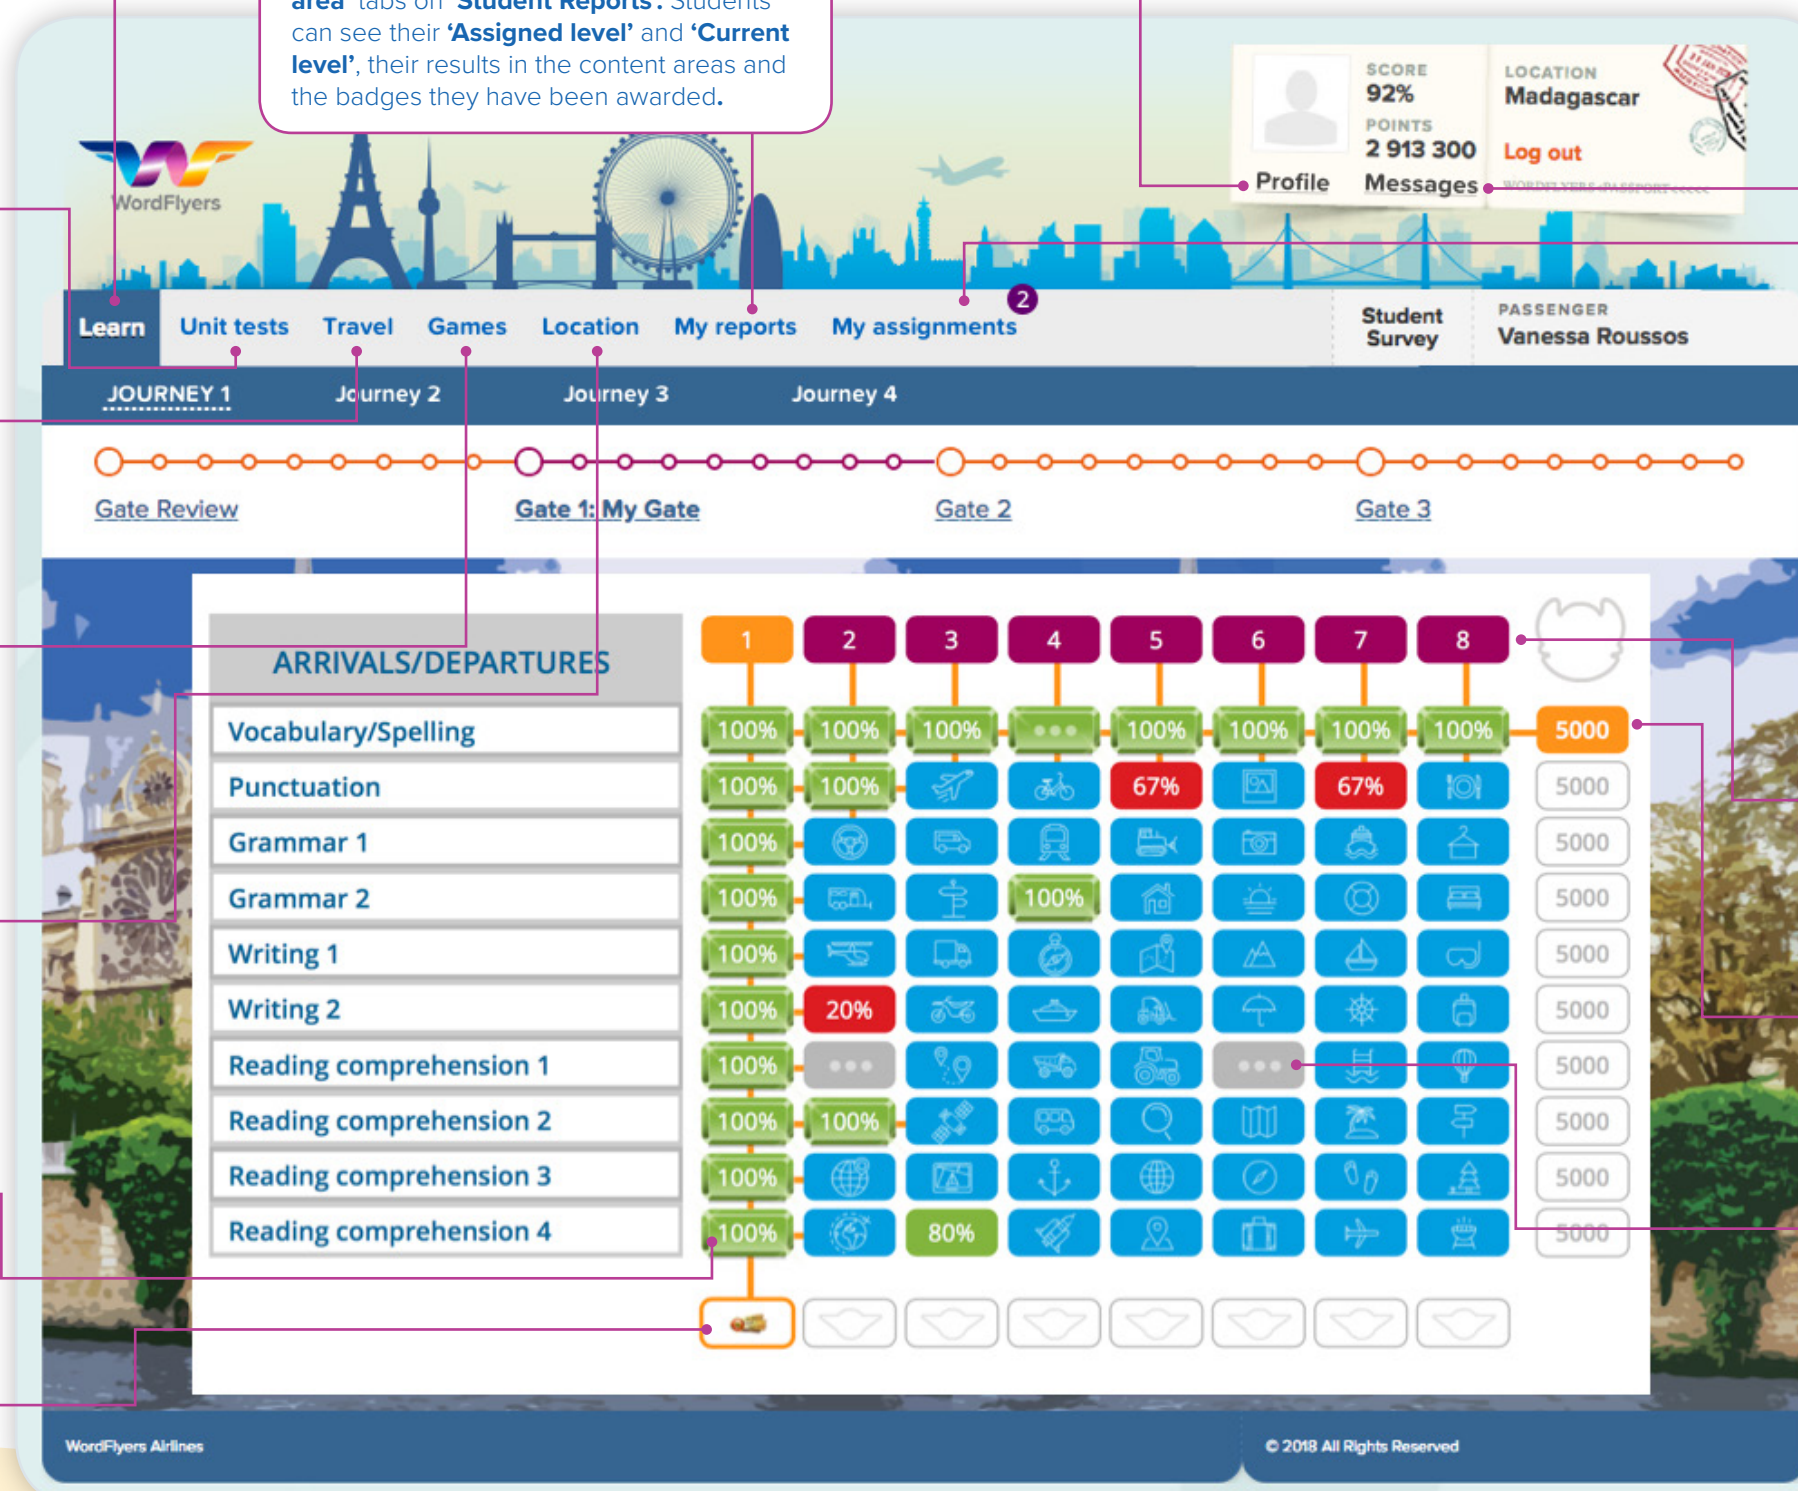 area’ tabs on ‘Student Reports’. Students
can see their ‘Assigned level’ and ‘Current
level’, their results in the content areas and
the badges they have been awarded.
WordFlyers
SCORE
92%
POINTS
2 913 300
Profile
Messages
LOCATION
Madagascar
Log out
WORDFLYERS<PASSPORT<<<<<
Learn
Unit tests
Travel
Games
Location
My reports
My assignments
2
Student
Survey
PASSENGER
Vanessa Roussos
JOURNEY 1
Journey 2
Journey 3
Journey 4
Gate Review
Gate 1: My Gate
Gate 2
Gate 3
ARRIVALS/DEPARTURES 1 2 3 4 5 6 7 8
Vocabulary/Spelling 100% 100% 100% 100% 100% 100% 100% 5000
Punctuation 100% 100% 67% 67% 5000
Grammar 1 100% 5000
Grammar 2 100% 100% 5000
Writing 1 100% 5000
Writing 2 100% 20% 5000
Reading comprehension 1 100% 5000
Reading comprehension 2 100% 100% 5000
Reading comprehension 3 100% 5000
Reading comprehension 4 100% 80% 5000
WordFlyers Airlines
© 2018 All Rights Reserved